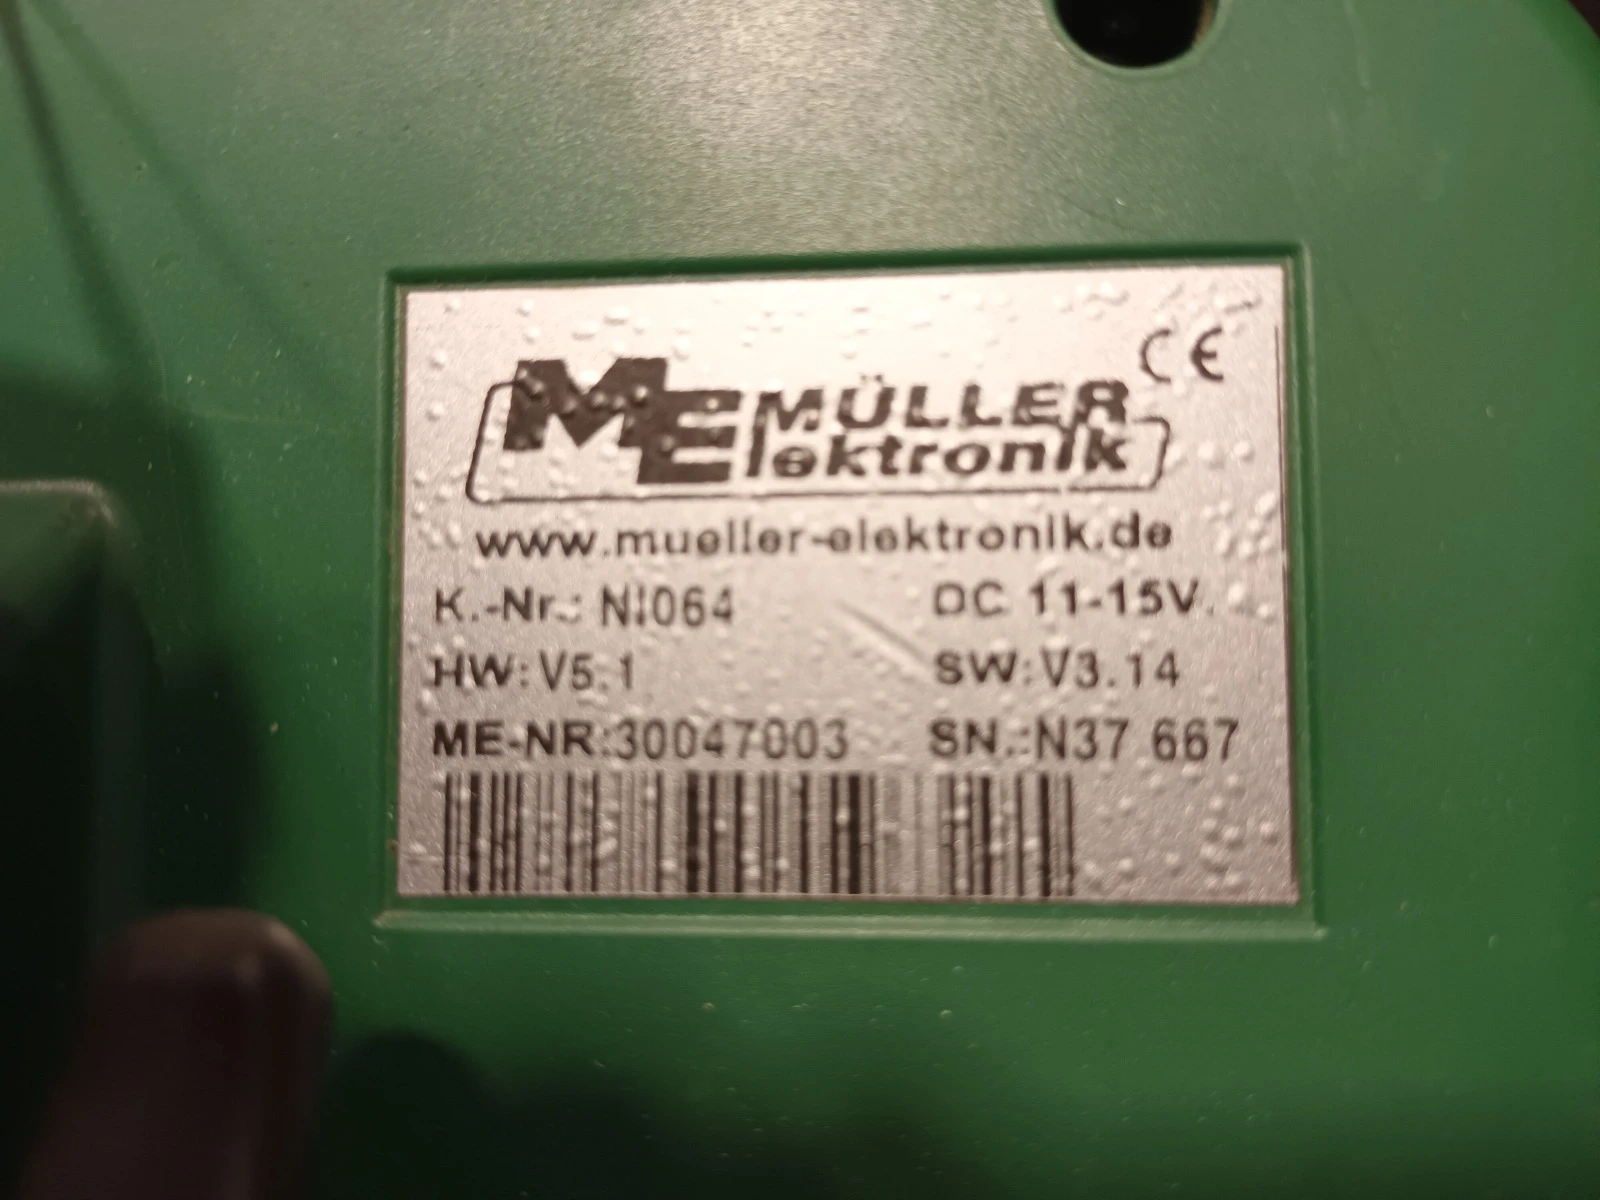 CE
ME MÜLLER
Elektronik
www.mueller-elektronik.de
K.-Nr.: NI064 DC 11-15V.
HW:V5.1 SW:V3.14
ME-NR:30047003 SN.:N37 667